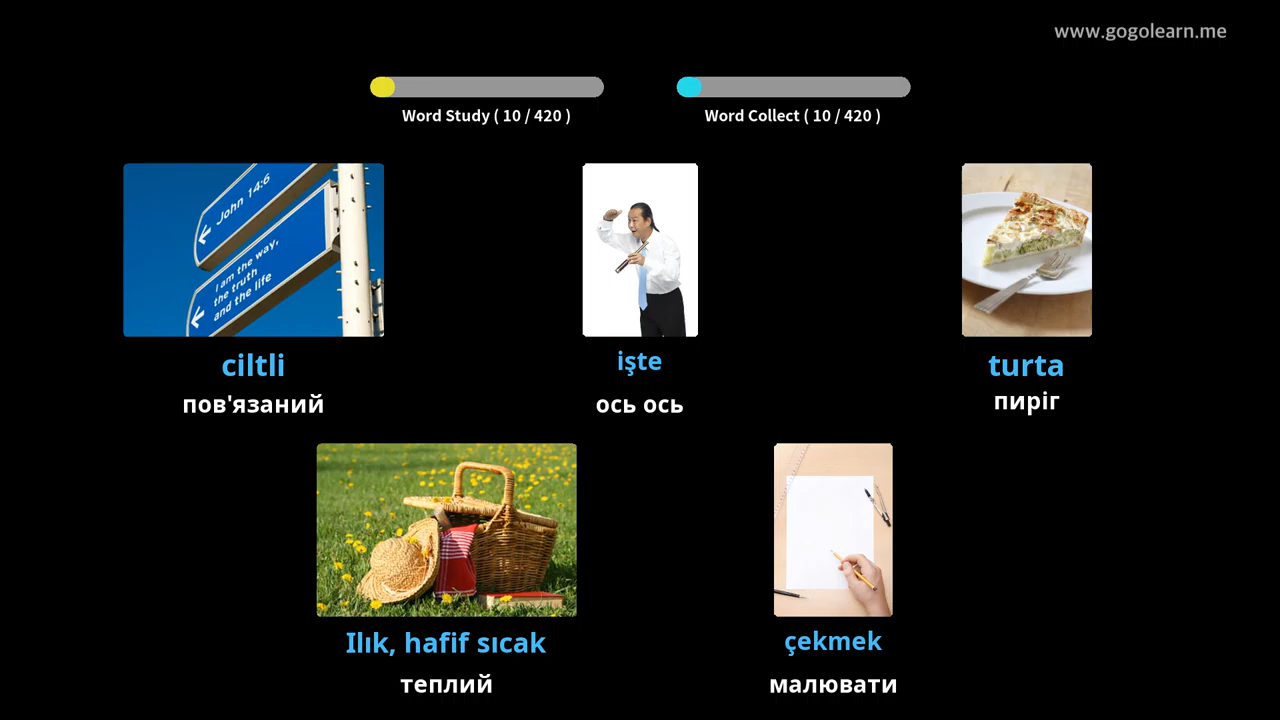 www.gogolearn.me
Word Study ( 10 / 420 )
Word Collect ( 10 / 420 )
John 14:6
I am the way,
the truth
and the life
ciltli
пов'язаний
işte
ось ось
turta
пиріг
Ilık, hafif sıcak
теплий
çekmek
малювати